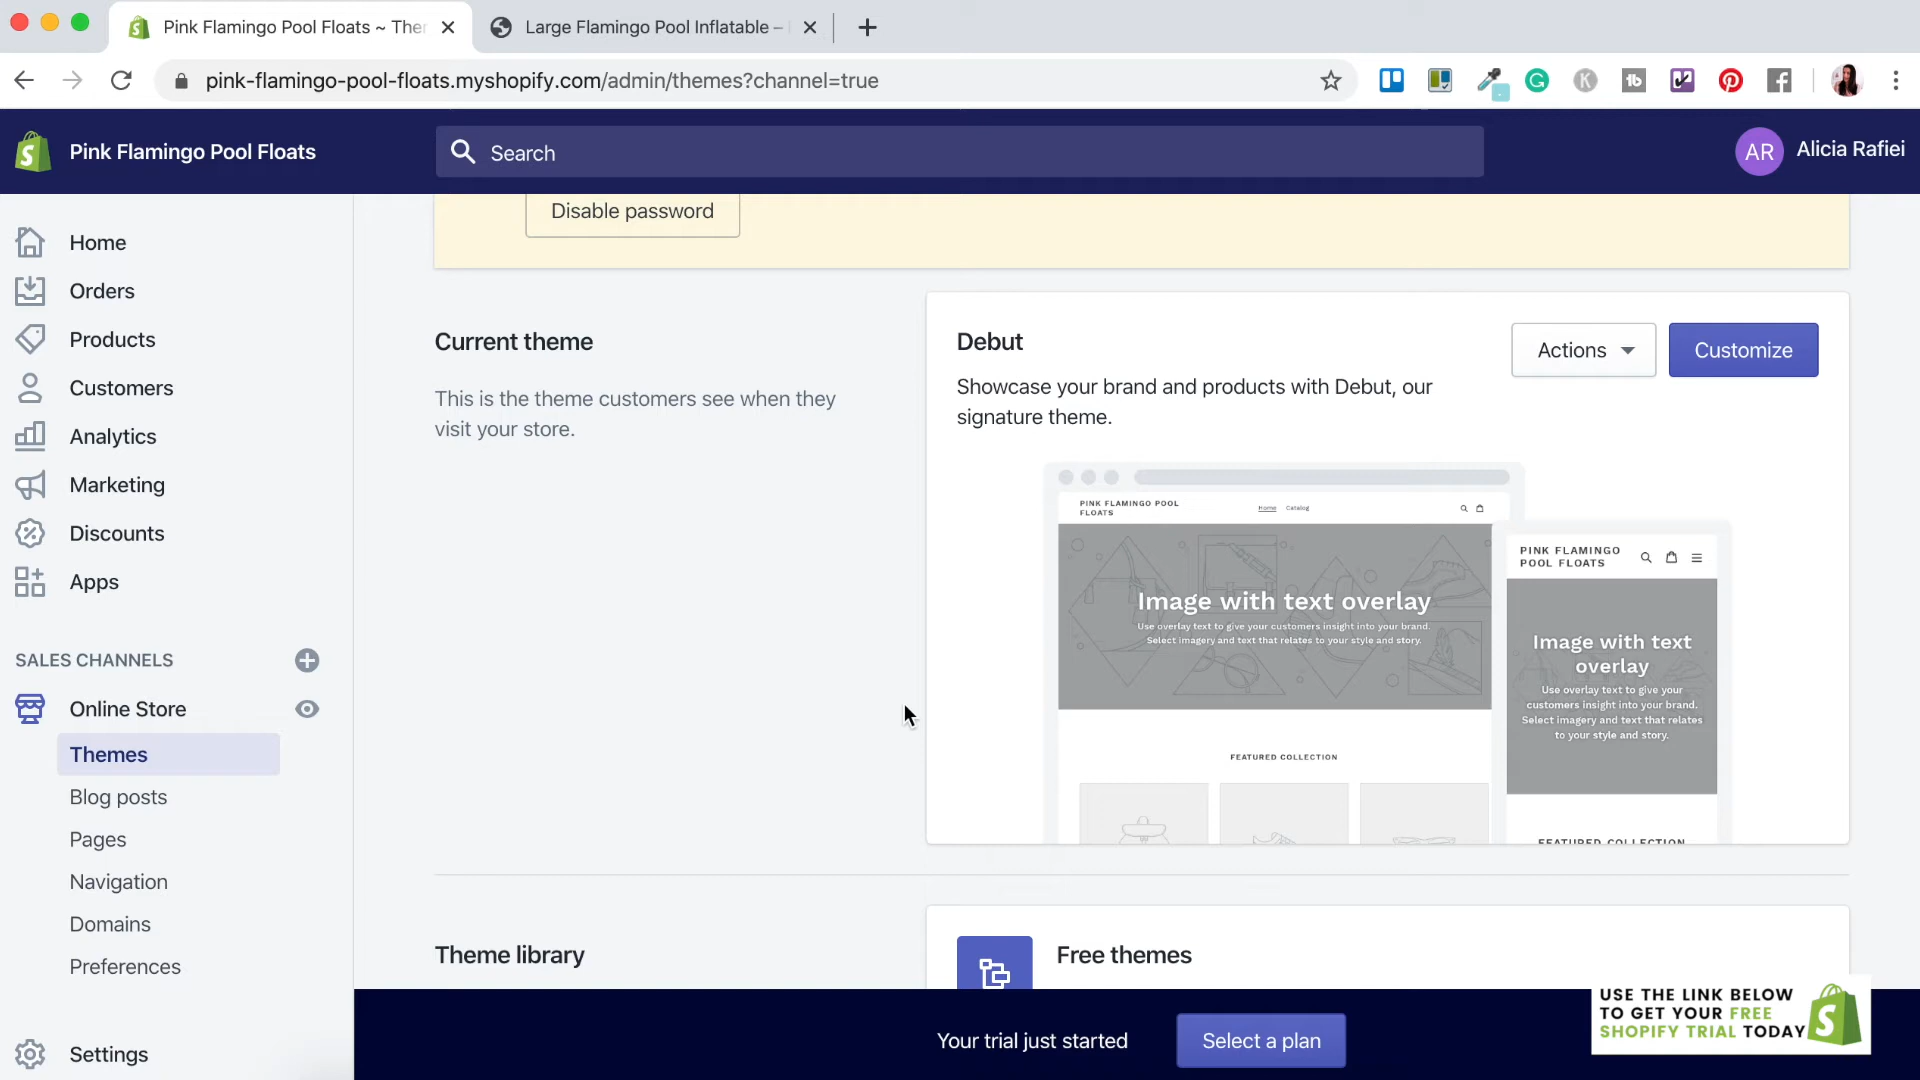 Pink Flamingo Pool Floats ~ Ther
Large Flamingo Pool Inflatable –
pink-flamingo-pool-floats.myshopify.com/admin/themes?channel=true
Pink Flamingo Pool Floats
Search
AR
Alicia Rafiei
Disable password
Home
Orders
Products
Customers
Analytics
Marketing
Discounts
Apps
SALES CHANNELS
Online Store
Themes
Blog posts
Pages
Navigation
Domains
Preferences
Settings
Current theme
This is the theme customers see when they
visit your store.
Debut
Actions
Customize
Showcase your brand and products with Debut, our
signature theme.
PINK FLAMINGO POOL
FLOATS
Home Catalog
Image with text overlay
Use overlay text to give your customers insight into your brand.
Select imagery and text that relates to your style and story.
FEATURED COLLECTION
PINK FLAMINGO
POOL FLOATS
Image with text
overlay
Use overlay text to give your
customers insight into your brand.
Select imagery and text that relates
to your style and story.
FEATURED COLLECTION
Theme library
Free themes
Your trial just started
Select a plan
USE THE LINK BELOW
TO GET YOUR FREE
SHOPIFY TRIAL TODAY